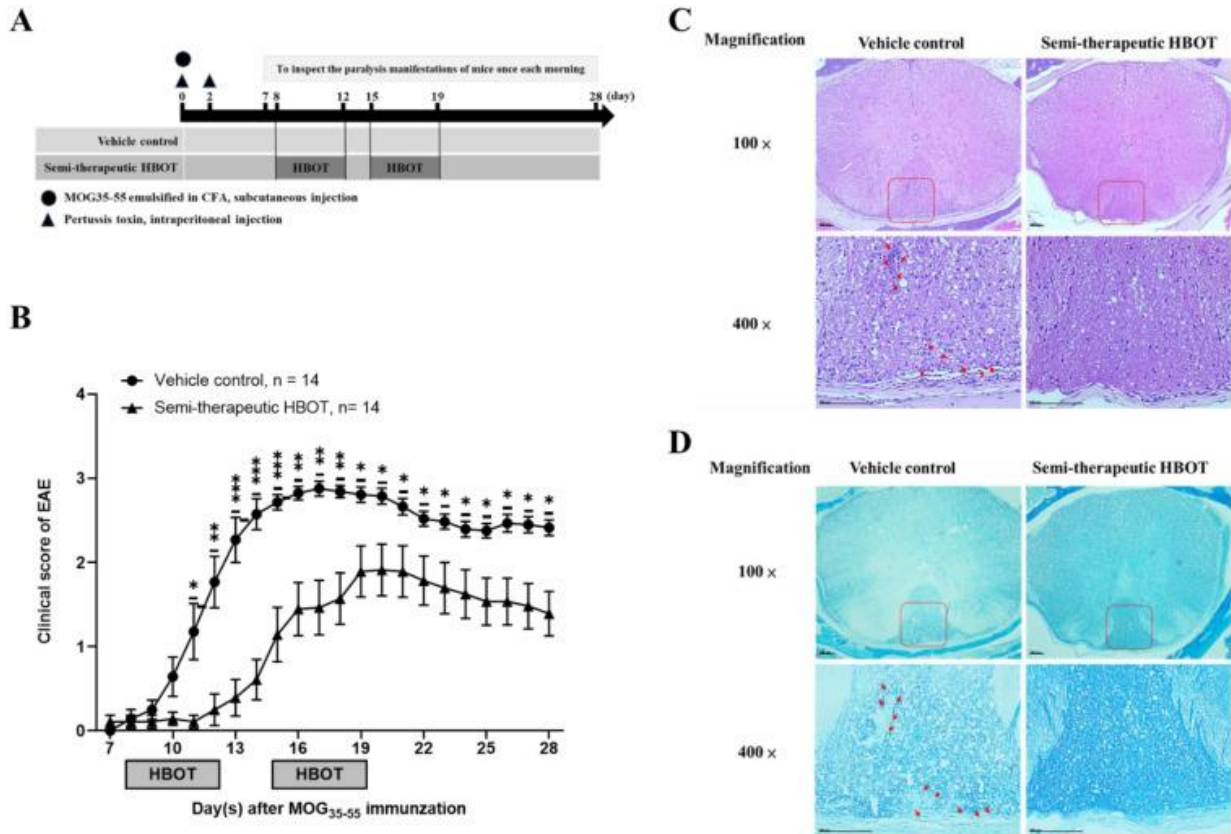 A
To inspect the paralysis manifestations of mice once each morning
0 2 7 8 12 15 19 28 (day)
Vehicle control
Semi-therapeutic HBOT HBOT HBOT
MOG35-55 emulsified in CFA, subcutaneous injection
Pertussis toxin, intraperitoneal injection
B
Vehicle control, n = 14
Semi-therapeutic HBOT, n= 14
Clinical score of EAE
4
3
2
1
0
* ** *** *** *** ** ** ** * * * * * * * * * *
7 10 13 16 19 22 25 28
HBOT HBOT
Day(s) after MOG35-55 immunzation
C
Magnification Vehicle control Semi-therapeutic HBOT
100 ×
400 ×
D
Magnification Vehicle control Semi-therapeutic HBOT
100 ×
400 ×